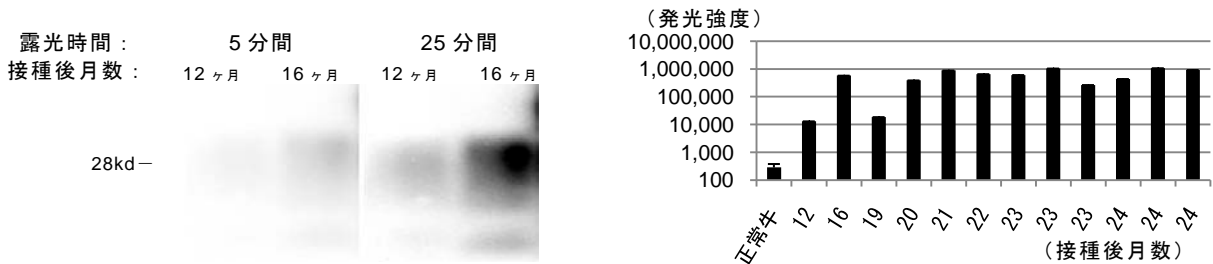 露光時間： 5分間 25分間
接種後月数： 12ヶ月 16ヶ月 12ヶ月 16ヶ月
28kd－
（発光強度）
10,000,000
1,000,000
100,000
10,000
1,000
100
正常牛 12 16 19 20 21 22 23 23 23 24 24 24
（接種後月数）